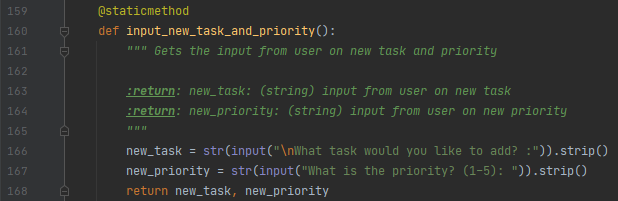 159 @staticmethod
160 def input_new_task_and_priority():
161 """ Gets the input from user on new task and priority
162
163 :return: new_task: (string) input from user on new task
164 :return: new_priority: (string) input from user on new priority
165 """
166 new_task = str(input("\nWhat task would you like to add? :")).strip()
167 new_priority = str(input("What is the priority? (1-5): ")).strip()
168 return new_task, new_priority